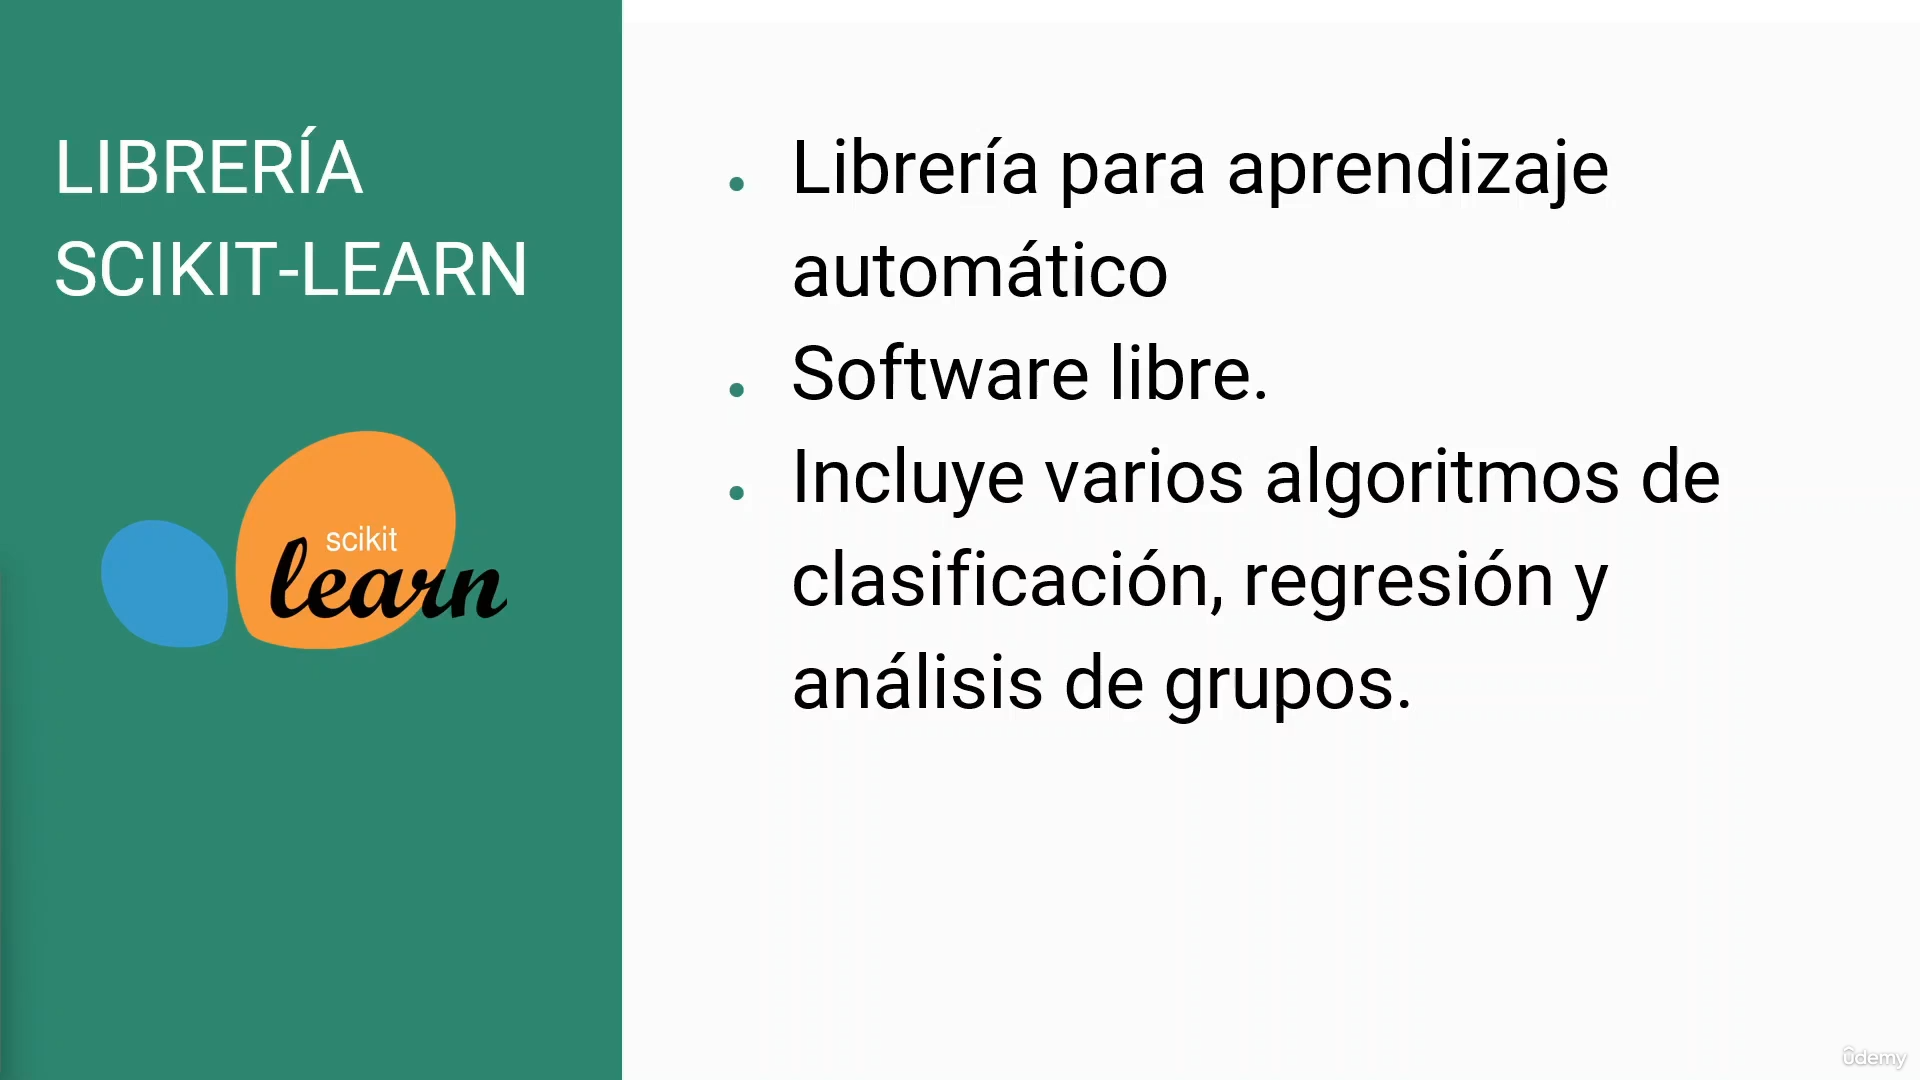 LIBRERÍA
SCIKIT-LEARN
scikit
learn
• Librería para aprendizaje
automático
• Software libre.
• Incluye varios algoritmos de
clasificación, regresión y
análisis de grupos.
ûdemy